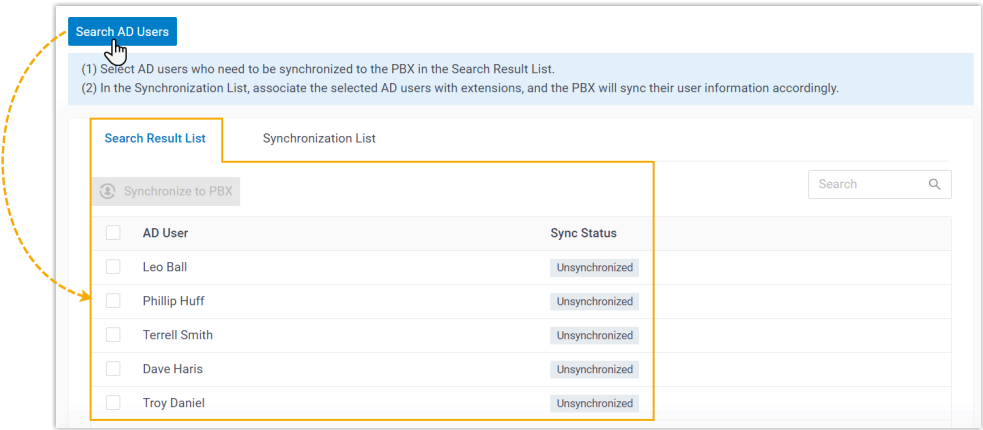 Search AD Users
(1) Select AD users who need to be synchronized to the PBX in the Search Result List.
(2) In the Synchronization List, associate the selected AD users with extensions, and the PBX will sync their user information accordingly.
Search Result List Synchronization List
Synchronize to PBX Search
AD User Sync Status
Leo Ball Unsynchronized
Phillip Huff Unsynchronized
Terrell Smith Unsynchronized
Dave Haris Unsynchronized
Troy Daniel Unsynchronized